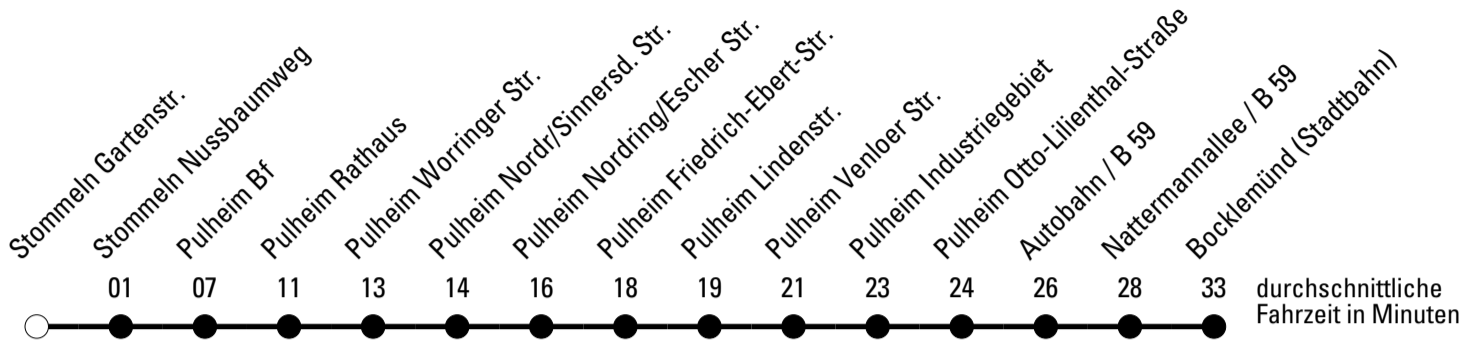 Stommeln Gartenstr.
Stommeln Nussbaumweg
Pulheim Bf
Pulheim Rathaus
Pulheim Worringer Str.
Pulheim Nordr/Sinnersd. Str.
Pulheim Nordring/Escher Str.
Pulheim Friedrich-Ebert-Str.
Pulheim Lindenstr.
Pulheim Venloer Str.
Pulheim Industriegebiet
Pulheim Otto-Lilienthal-Straße
Autobahn / B 59
Nattermannallee / B 59
Bocklemünd (Stadtbahn)
01 07 11 13 14 16 18 19 21 23 24 26 28 33
durchschnittliche
Fahrzeit in Minuten